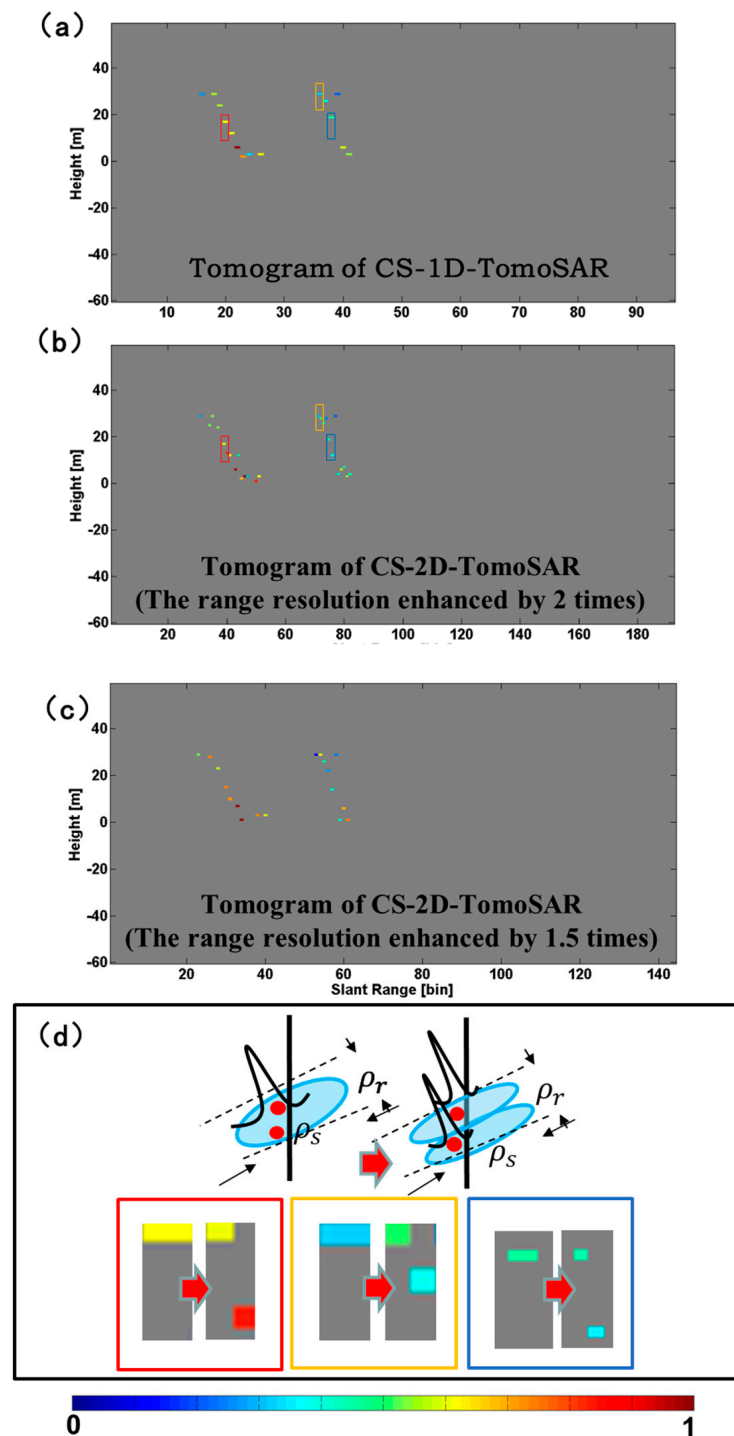 (a)
60
40
20
0
-20
-40
-60
Height [m]
Tomogram of CS-1D-TomoSAR
10 20 30 40 50 60 70 80 90
(b)
60
40
20
0
-20
-40
-60
Height [m]
Tomogram of CS-2D-TomoSAR
(The range resolution enhanced by 2 times)
20 40 60 80 100 120 140 160 180
(c)
40
20
0
-20
-40
-60
Height [m]
Tomogram of CS-2D-TomoSAR
(The range resolution enhanced by 1.5 times)
20 40 60 80 100 120 140
Slant Range [bin]
(d)
ρr
ρs
ρr
ρs
0 1